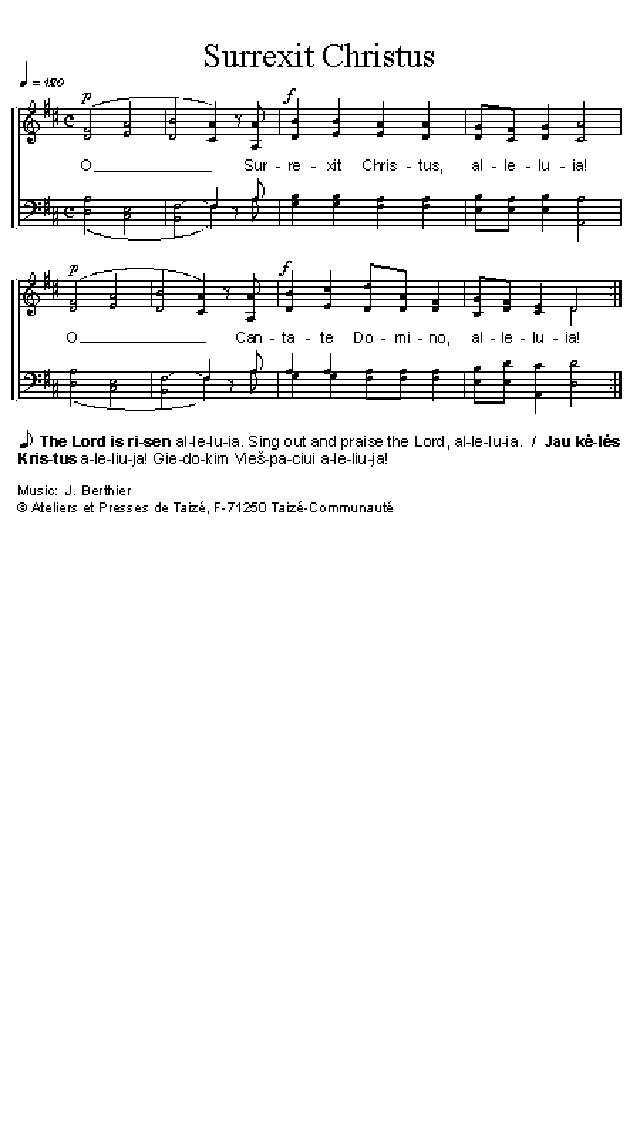 Surrexit Christus
p f
O Sur - re - xit Chris - tus, al - le - lu - ia!
p f
O Can - ta - te Do - mi - no, al - le - lu - ia!
The Lord is ri-sen al-le-lu-ia. Sing out and praise the Lord, al-le-lu-ia. / Jau kė-lės
Kris-tus a-le-liu-ja! Gie-do-kim Vieš-pa-čiui a-le-liu-ja!
Music: J. Berthier
© Ateliers et Presses de Taizé, F-71250 Taizé-Communauté